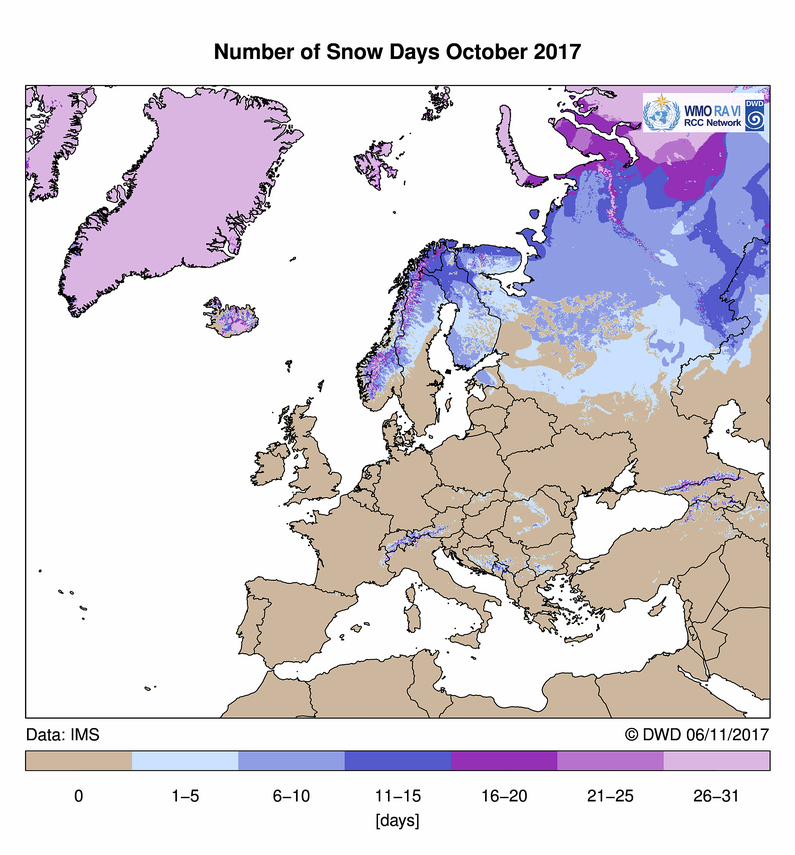 Number of Snow Days October 2017
WMO RA VI
RCC Network
DWD
Data: IMS
© DWD 06/11/2017
0
1–5
6–10
11–15
16–20
21–25
26–31
[days]